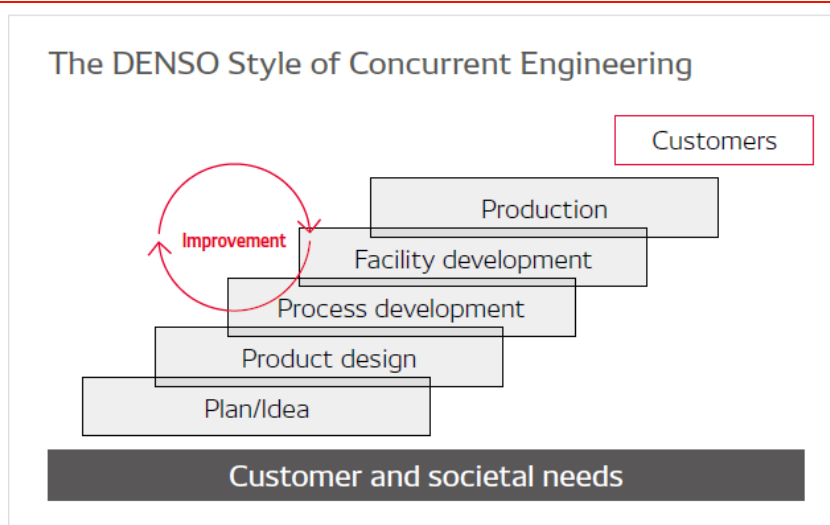 The DENSO Style of Concurrent Engineering
Customers
Production
Improvement
Facility development
Process development
Product design
Plan/Idea
Customer and societal needs